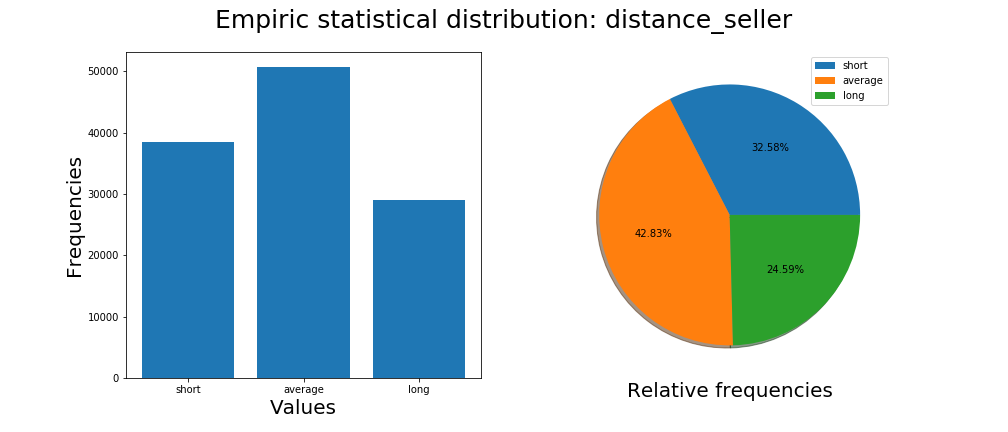 Empiric statistical distribution: distance_seller
Frequencies
50000
40000
30000
20000
10000
0
short average long
Values
short
average
long
32.58%
42.83%
24.59%
Relative frequencies